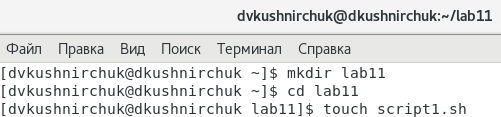 dvkushnirchuk@dkushnirchuk:~/lab11
Файл Правка Вид Поиск Терминал Справка
[dvkushnirchuk@dkushnirchuk ~]$ mkdir lab11
[dvkushnirchuk@dkushnirchuk ~]$ cd lab11
[dvkushnirchuk@dkushnirchuk lab11]$ touch script1.sh